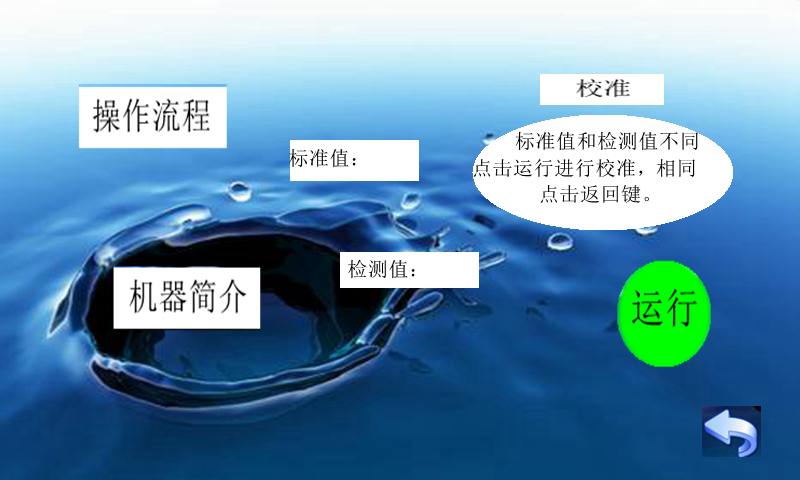 校准
操作流程
标准值：
标准值和检测值不同
点击运行进行校准，相同
点击返回键。
检测值：
机器简介
运行